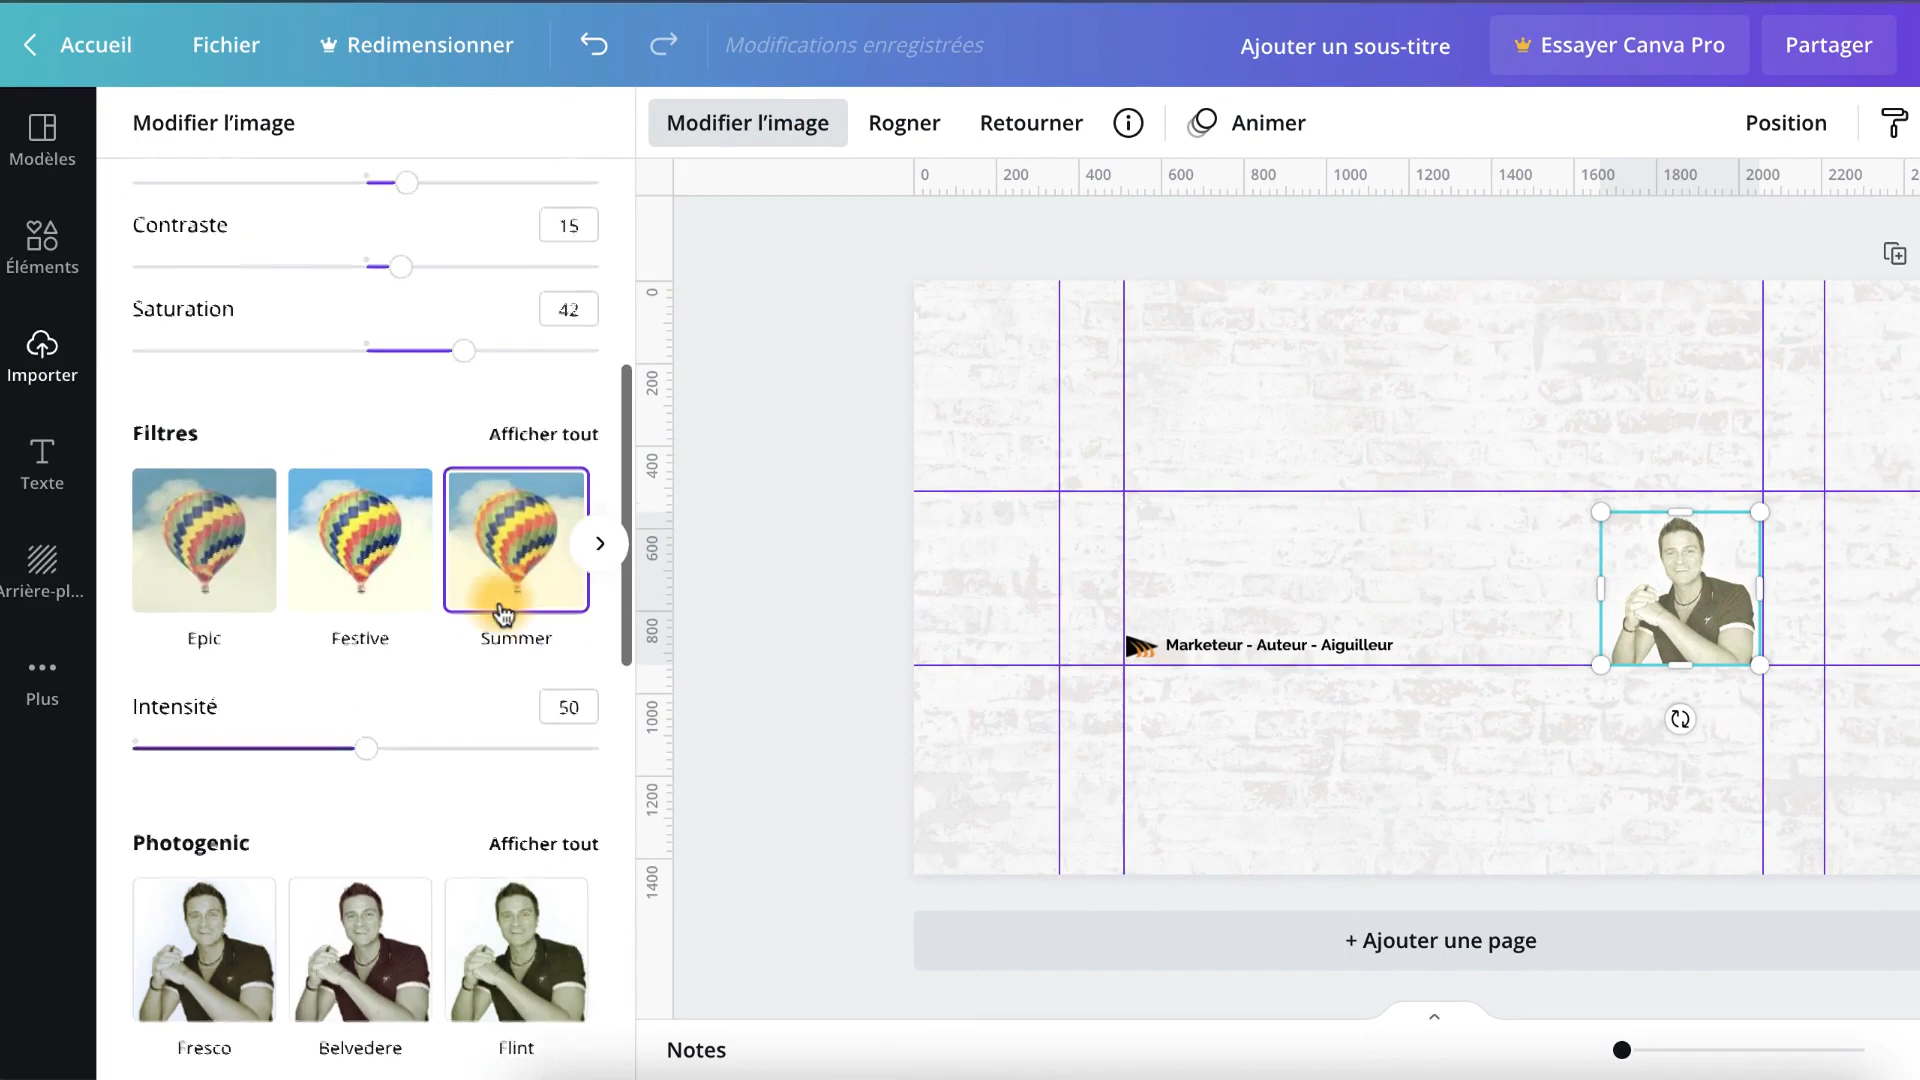 Accueil
Fichier
Redimensionner
Modifications enregistrées
Ajouter un sous-titre
Essayer Canva Pro
Partager
Modèles
Éléments
Importer
Texte
Arrière-pl...
Plus
Modifier l’image
Contraste
15
Saturation
42
Filtres
Afficher tout
Epic
Festive
Summer
Intensité
50
Photogenic
Afficher tout
Fresco
Belvedere
Flint
Modifier l’image
Rogner
Retourner
Animer
Position
0 200 400 600 800 1000 1200 1400 1600 1800 2000 2200
0
200
400
600
800
1000
1200
1400
Marketeur - Auteur - Aiguilleur
+ Ajouter une page
Notes